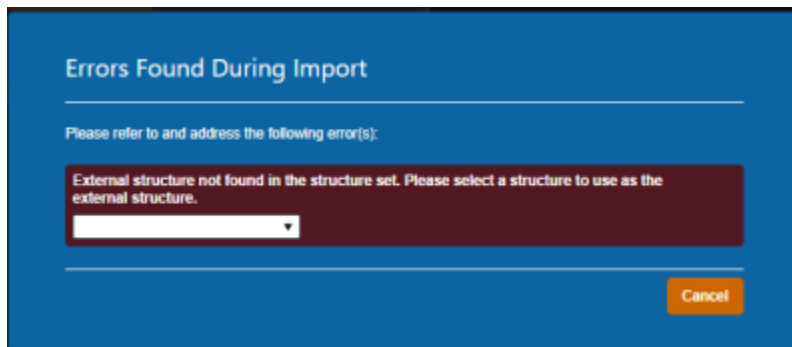 Errors Found During Import
Please refer to and address the following error(s):
External structure not found in the structure set. Please select a structure to use as the
external structure.
Cancel